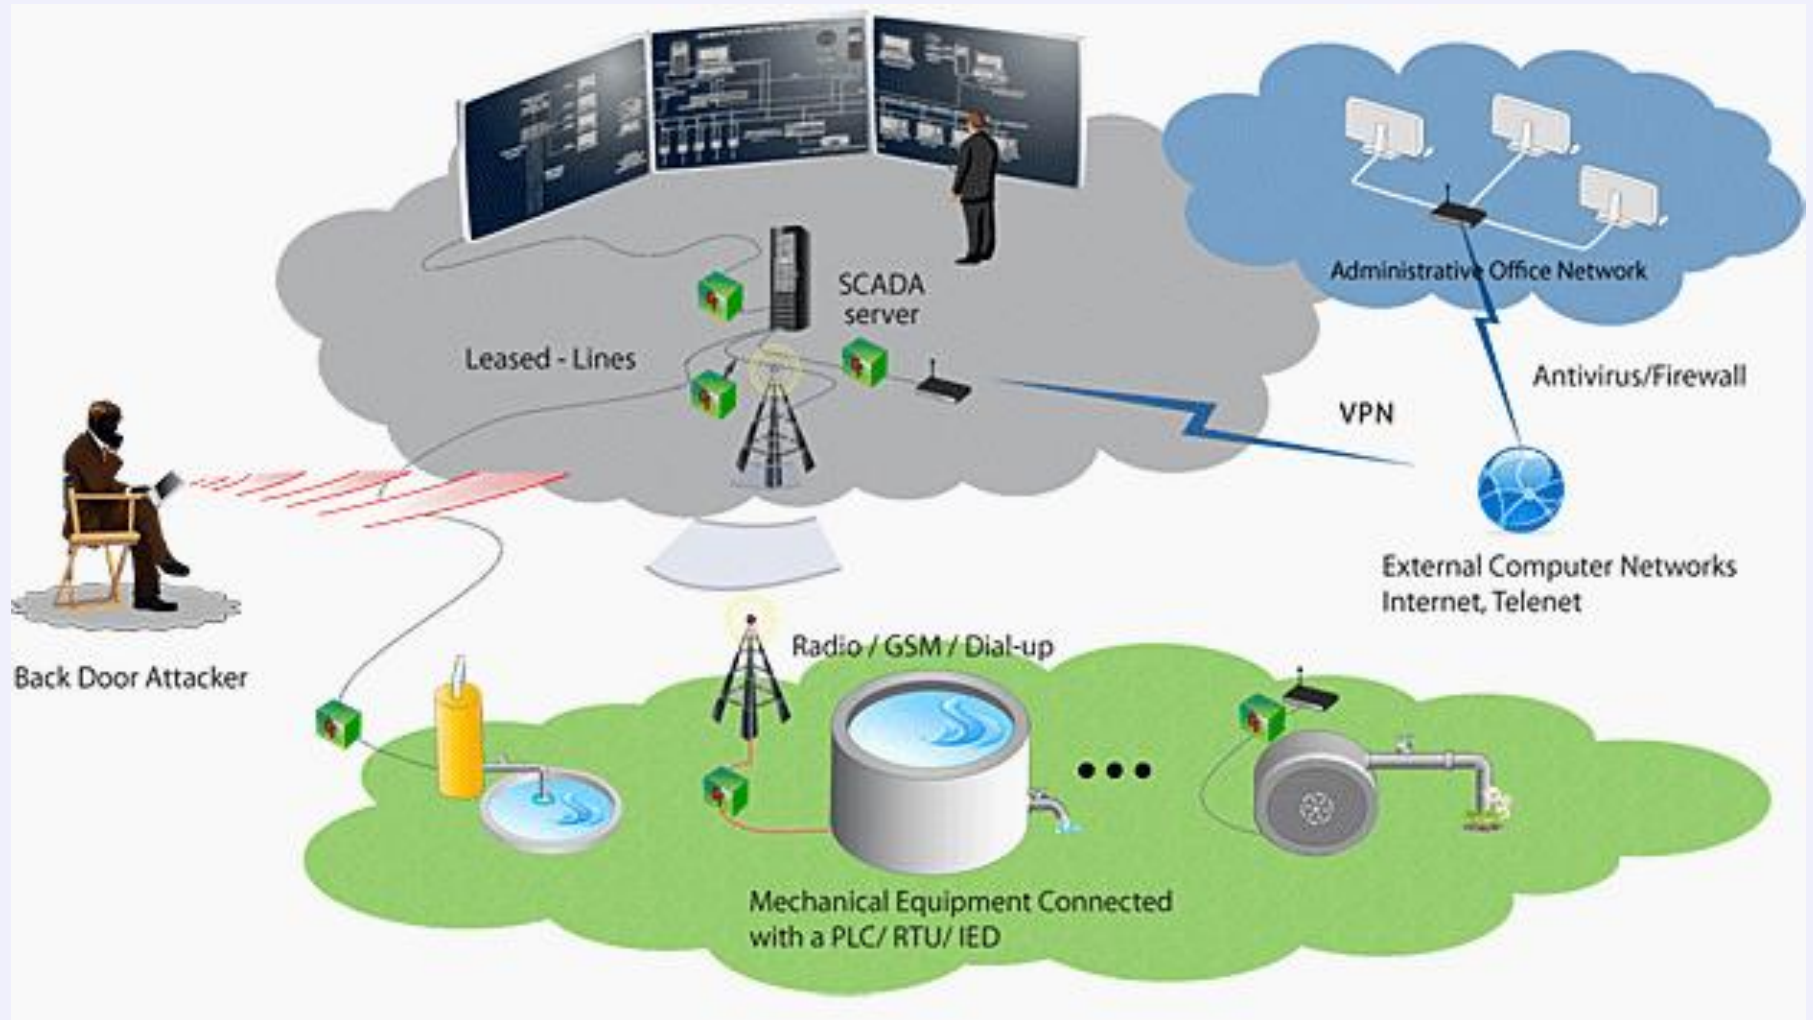 SCADA
server
Leased - Lines
Administrative Office Network
Antivirus/Firewall
VPN
External Computer Networks
Internet, Telenet
Back Door Attacker
Radio / GSM / Dial-up
Mechanical Equipment Connected
with a PLC/ RTU/ IED